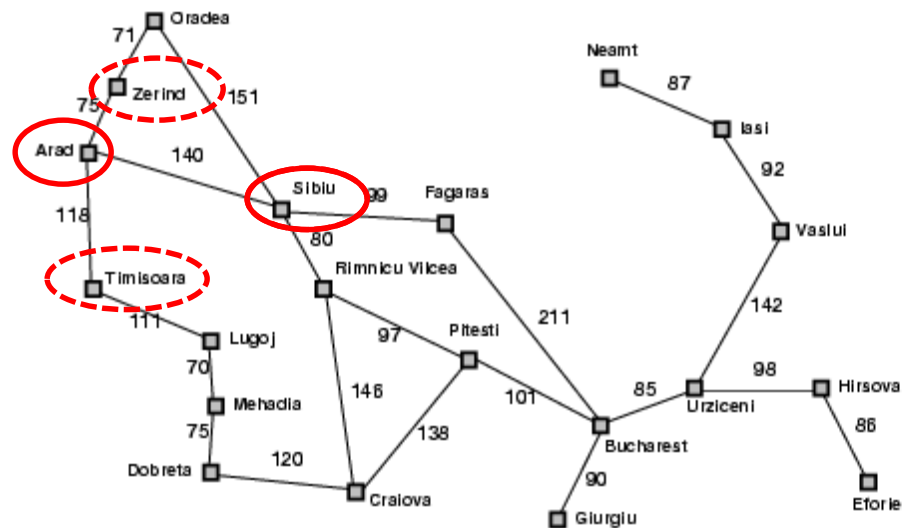 Oradea
71
Neamt
87
Zerind
151
75
Iasi
Arad
140
92
Sibiu
99
Fagaras
118
80
Vaslui
Timisoara
Rimnicu Vilcea
111
211
142
Lugoj
97
Pitesti
70
98
Hirsova
146
101
85
Urziceni
Mehadia
138
86
75
Bucharest
120
Dobreta
90
Craiova
Eforie
Giurgiu